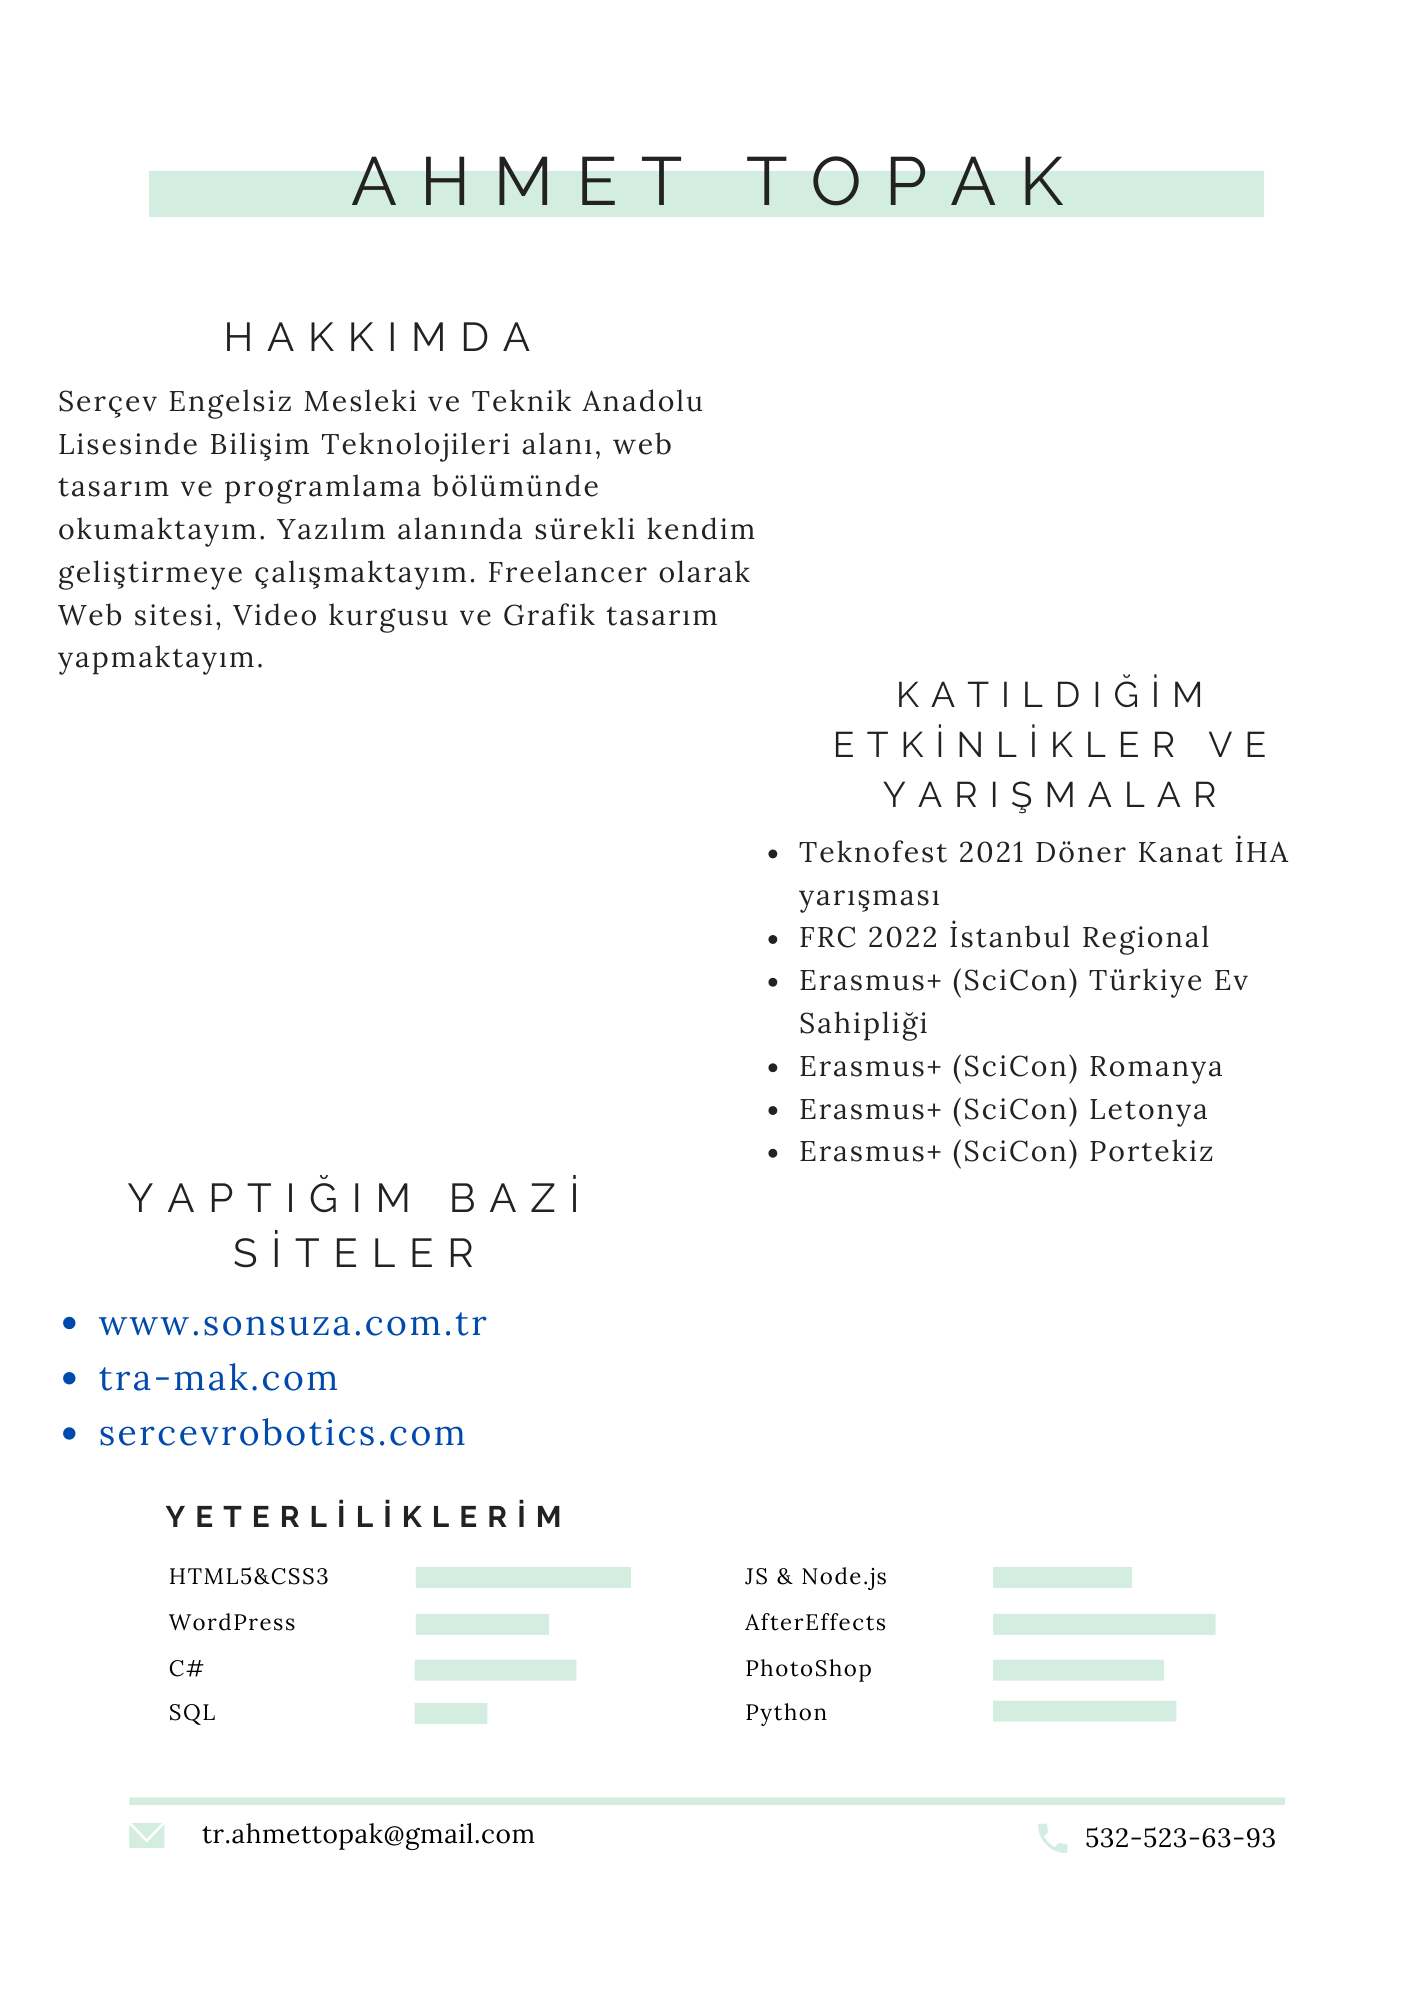 AHMET TOPAK
HAKKIMDA
Serçev Engelsiz Mesleki ve Teknik Anadolu
Lisesinde Bilişim Teknolojileri alanı, web
tasarım ve programlama bölümünde
okumaktayım. Yazılım alanında sürekli kendim
geliştirmeye çalışmaktayım. Freelancer olarak
Web sitesi, Video kurgusu ve Grafik tasarım
yapmaktayım.
KATILDIĞİM
ETKİNLİKLER VE
YARIŞMALAR
• Teknofest 2021 Döner Kanat İHA
yarışması
• FRC 2022 İstanbul Regional
• Erasmus+ (SciCon) Türkiye Ev
Sahipliği
• Erasmus+ (SciCon) Romanya
• Erasmus+ (SciCon) Letonya
• Erasmus+ (SciCon) Portekiz
YAPTIĞIM BAZİ
SİTELER
• www.sonsuza.com.tr
• tra-mak.com
• sercevrobotics.com
YETERLİLİKLERİM
HTML5&CSS3
WordPress
C#
SQL
JS & Node.js
AfterEffects
PhotoShop
Python
tr.ahmettopak@gmail.com
532-523-63-93